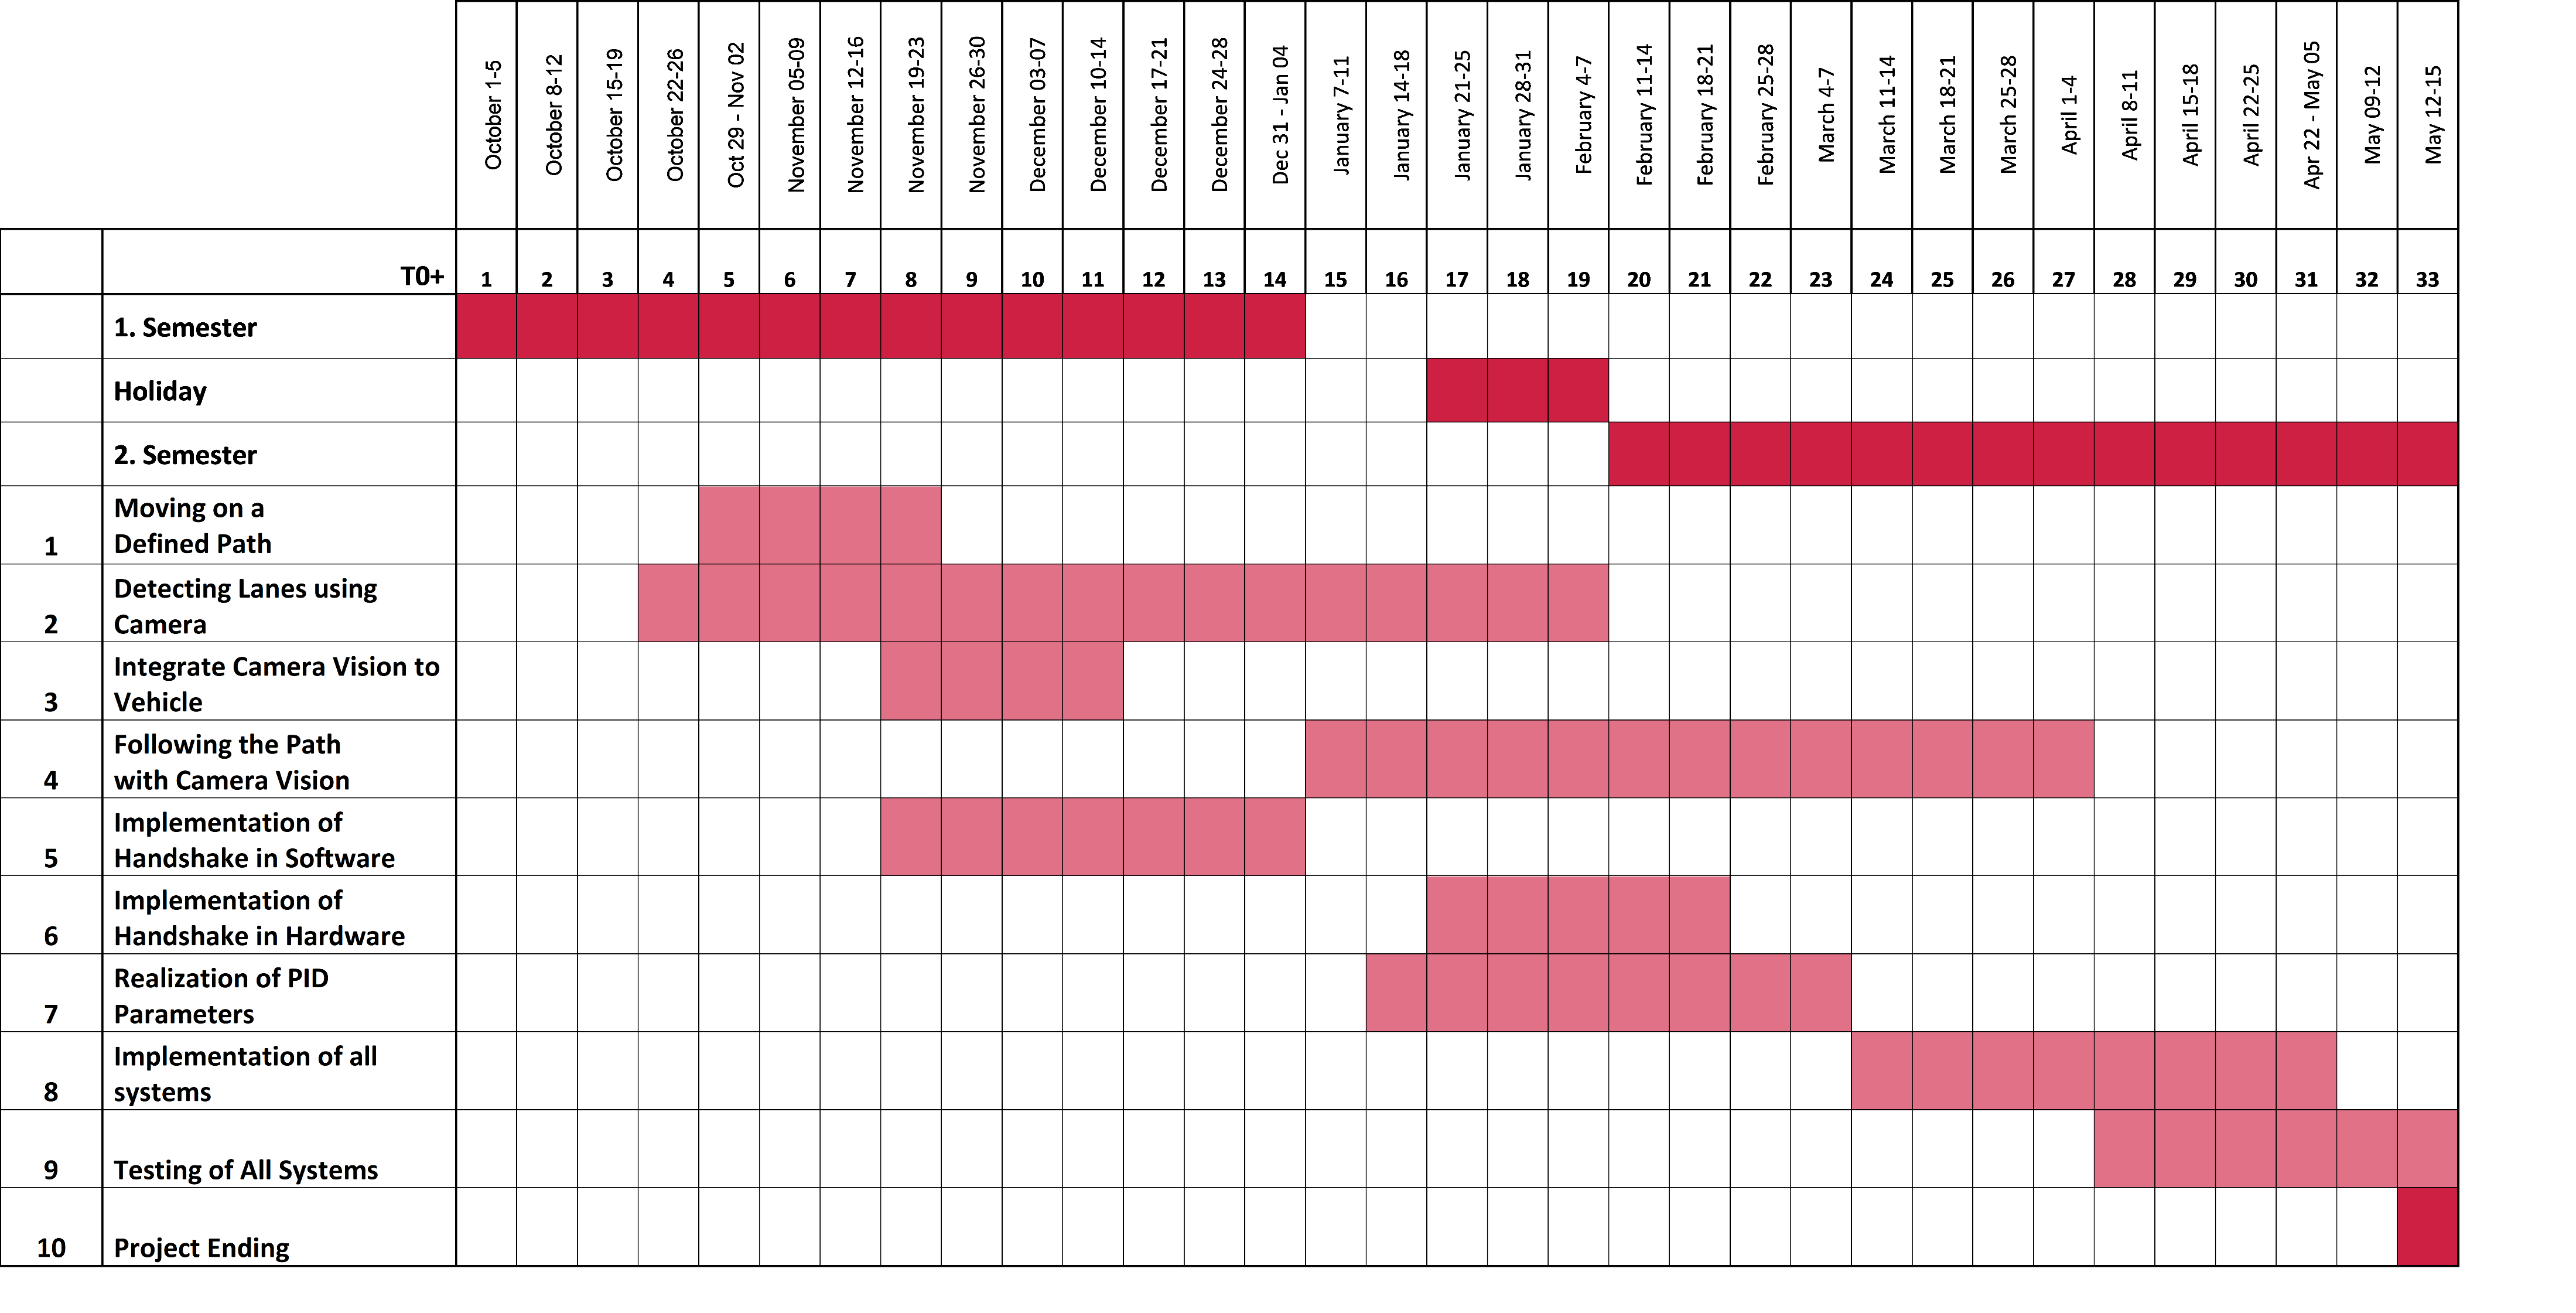 October 1-5
October 8-12
October 15-19
October 22-26
Oct 29 - Nov 02
November 05-09
November 12-16
November 19-23
November 26-30
December 03-07
December 10-14
December 17-21
December 24-28
Dec 31 - Jan 04
January 7-11
January 14-18
January 21-25
January 28-31
February 4-7
February 11-14
February 18-21
February 25-28
March 4-7
March 11-14
March 18-21
March 25-28
April 1-4
April 8-11
April 15-18
April 22-25
Apr 22 - May 05
May 09-12
May 12-15
T0+ 1 2 3 4 5 6 7 8 9 10 11 12 13 14 15 16 17 18 19 20 21 22 23 24 25 26 27 28 29 30 31 32 33
1. Semester
Holiday
2. Semester
Moving on a
1 Defined Path
Detecting Lanes using
2 Camera
Integrate Camera Vision to
3 Vehicle
Following the Path
4 with Camera Vision
Implementation of
5 Handshake in Software
Implementation of
6 Handshake in Hardware
Realization of PID
7 Parameters
Implementation of all
8 systems
9 Testing of All Systems
10 Project Ending